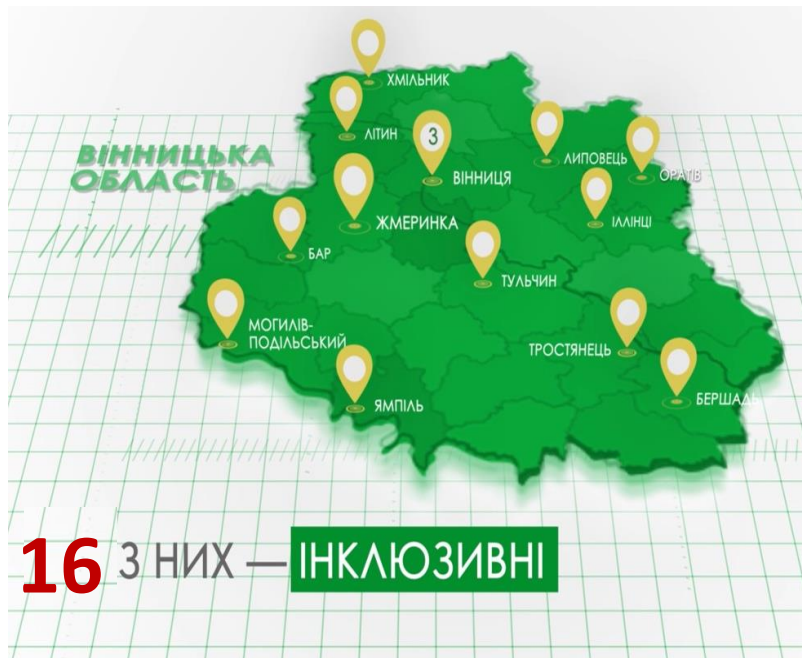 ХМІЛЬНИК
ЛІТИН
3
ВІННИЦЯ
ЛИПОВЕЦЬ
ОРАТІВ
ВІННИЦЬКА
ОБЛАСТЬ
ЖМЕРИНКА
ІЛЛІНЦІ
БАР
ТУЛЬЧИН
МОГИЛІВ-
ПОДІЛЬСЬКИЙ
ТРОСТЯНЕЦЬ
ЯМПІЛЬ
БЕРШАДЬ
16 З НИХ — ІНКЛЮЗИВНІ